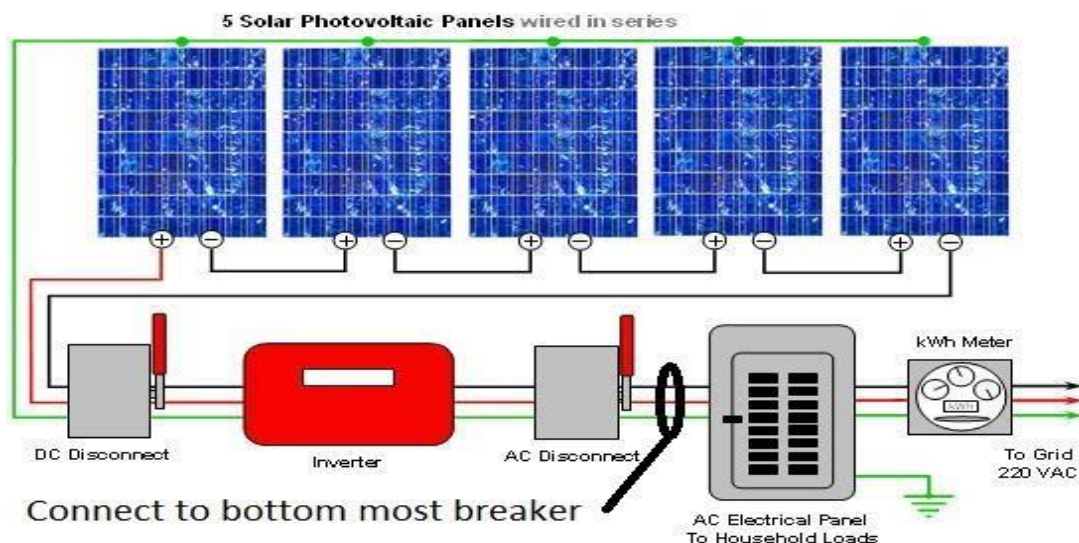 5 Solar Photovoltaic Panels wired in series
+ − + − + − + − + −
kWh Meter
kWh
DC Disconnect
Inverter
AC Disconnect
To Grid
220 VAC
Connect to bottom most breaker
AC Electrical Panel
To Household Loads